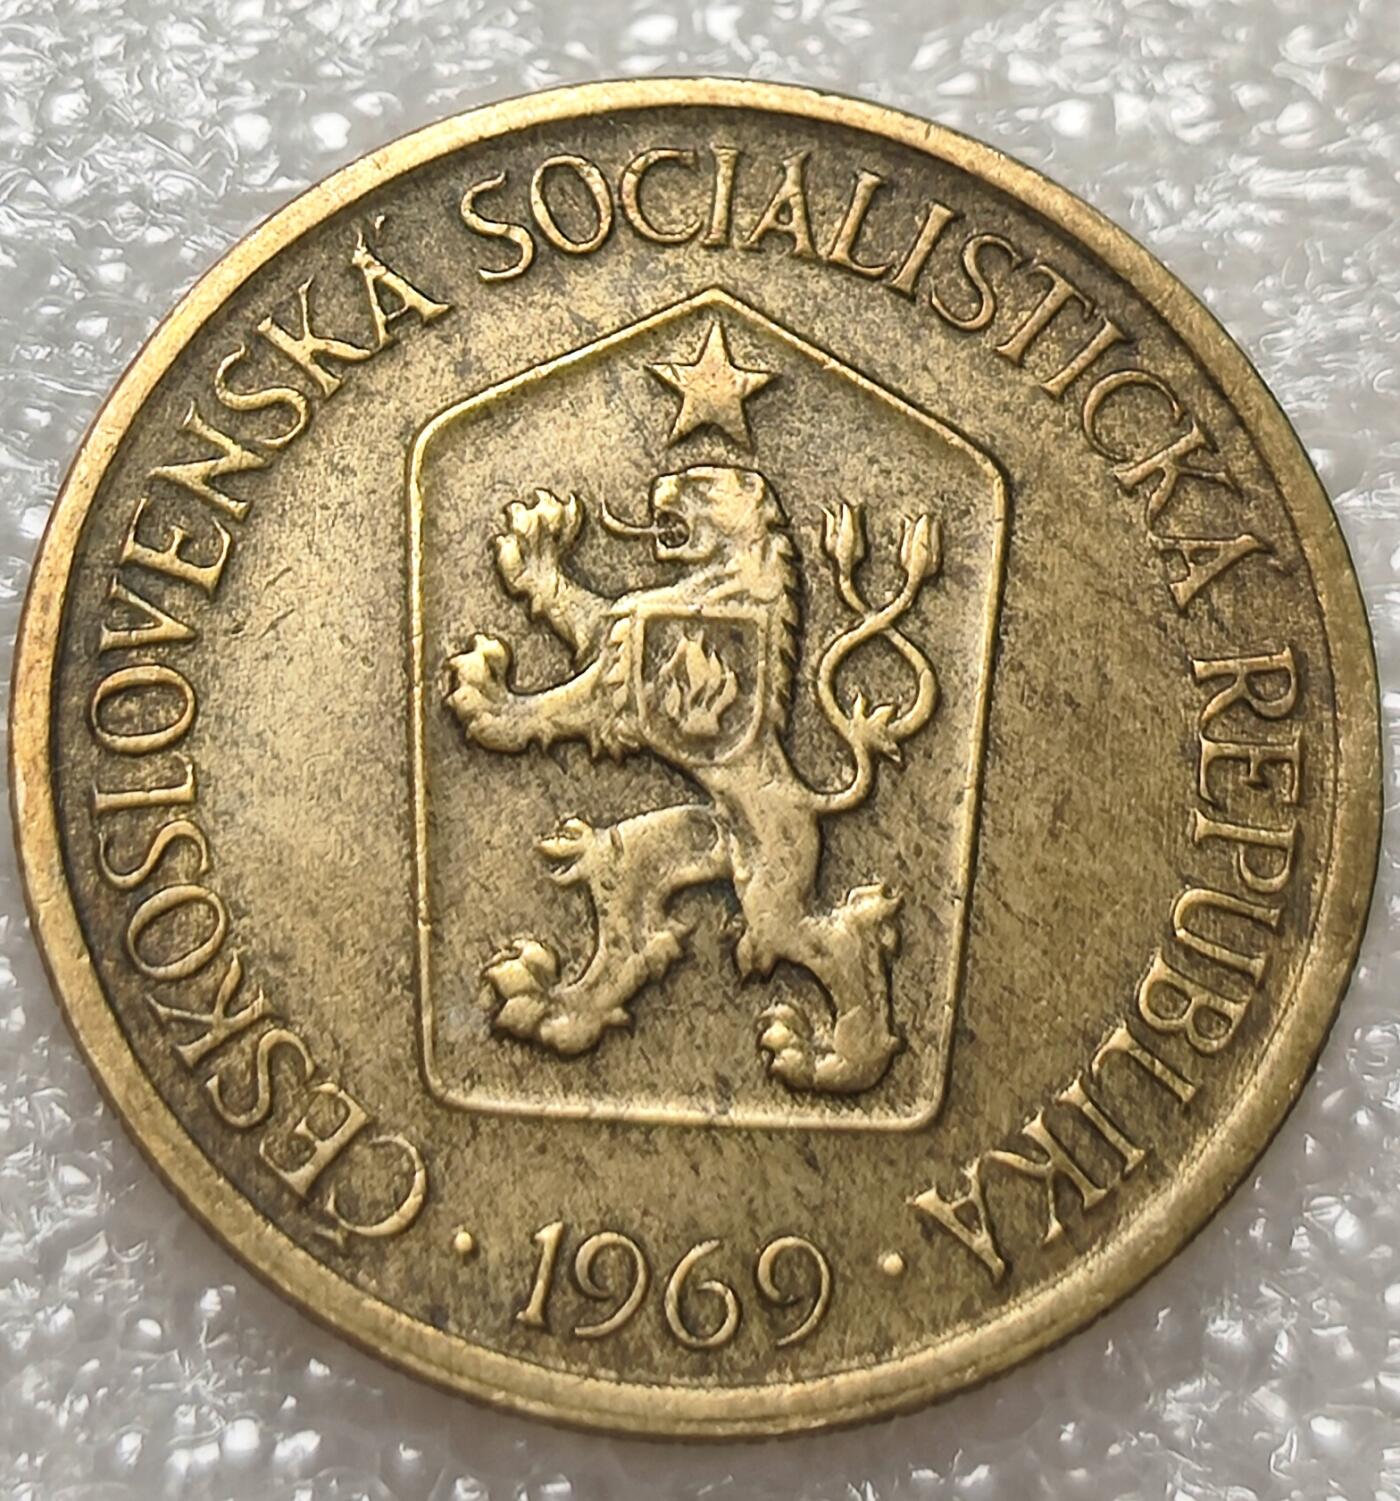 ČESKOSLOVENSKÁ SOCIALISTICKÁ REPUBLIKA
· 1969 ·